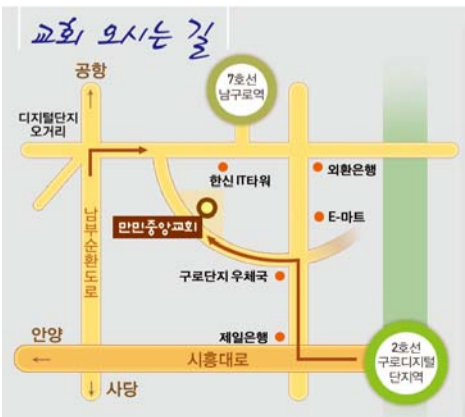 교회 오시는 길
공항
7호선
남구로역
디지털단지
오거리
한신 IT타워
외환은행
E-마트
만민중앙교회
남부순환도로
구로단지 우체국
제일은행
2호선
구로디지털
단지역
안양
시흥대로
사당